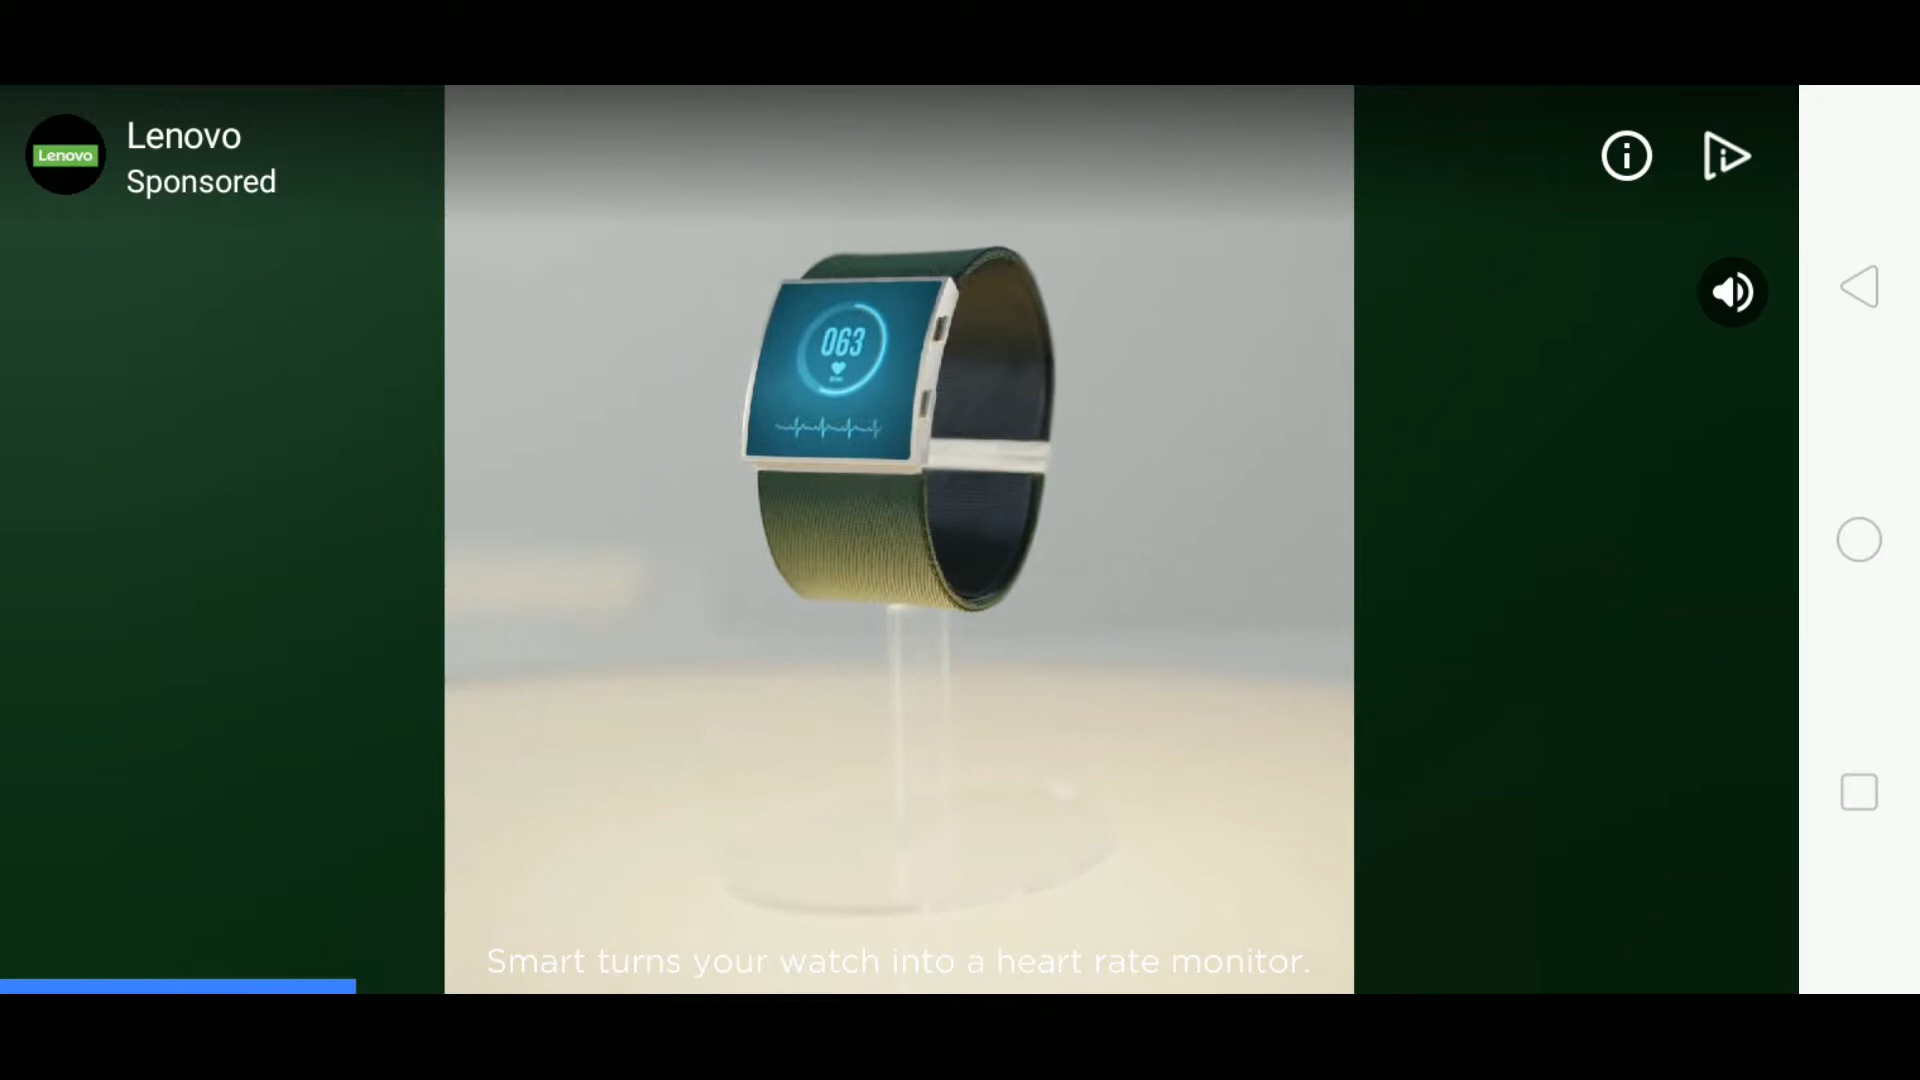 Lenovo
Lenovo
Sponsored
063
Smart turns your watch into a heart rate monitor.